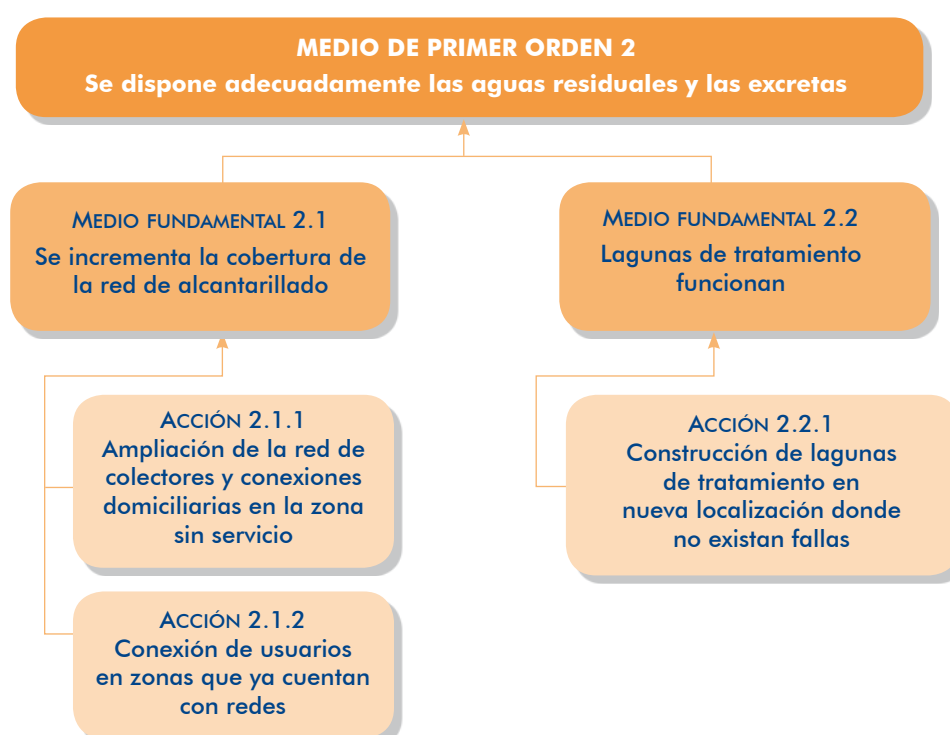 MEDIO DE PRIMER ORDEN 2
Se dispone adecuadamente las aguas residuales y las excretas
MEDIO FUNDAMENTAL 2.1
Se incrementa la cobertura de
la red de alcantarillado
MEDIO FUNDAMENTAL 2.2
Lagunas de tratamiento
funcionan
ACCIÓN 2.1.1
Ampliación de la red de
colectores y conexiones
domiciliarias en la zona
sin servicio
ACCIÓN 2.2.1
Construcción de lagunas
de tratamiento en
nueva localización donde
no existan fallas
ACCIÓN 2.1.2
Conexión de usuarios
en zonas que ya cuentan
con redes